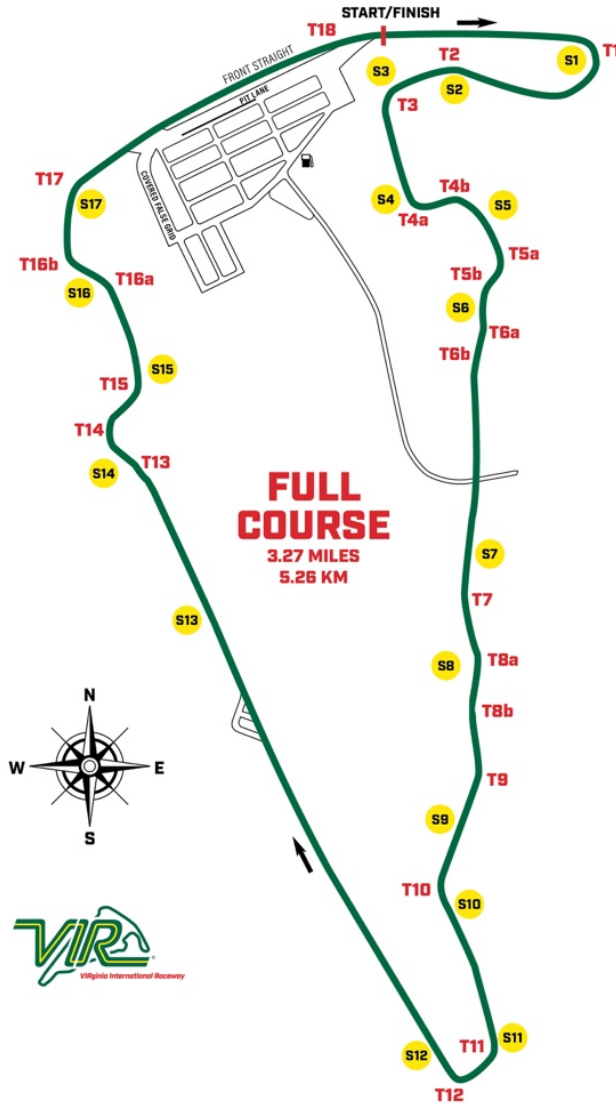 START/FINISH
T18
T1
T2
S1
S3
S2
FRONT STRAIGHT
PIT LANE
T3
T17
S17
COVERED FALSE GRID
S4
T4b
S5
T4a
T16b
S16
T16a
T5a
T5b
S6
T6a
T6b
S15
T15
T14
S14
T13
FULL
COURSE
3.27 MILES
5.26 KM
S7
T7
S13
S8
T8a
T8b
N
W
E
S
T9
S9
T10
S10
VIR
VIRginia International Raceway
S12
T11
S11
T12